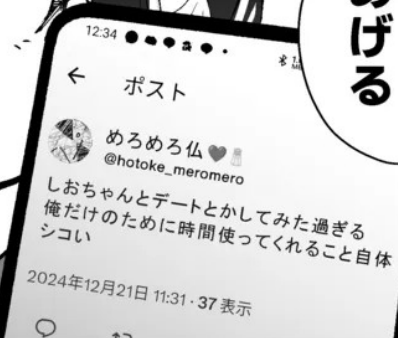 げる
12:34
ポスト
めろめろ仏
@hotoke_meromero
しおちゃんとデートとかしてみた過ぎる
俺だけのために時間使ってくれること自体
シコい
2024年12月21日 11:31・37 表示